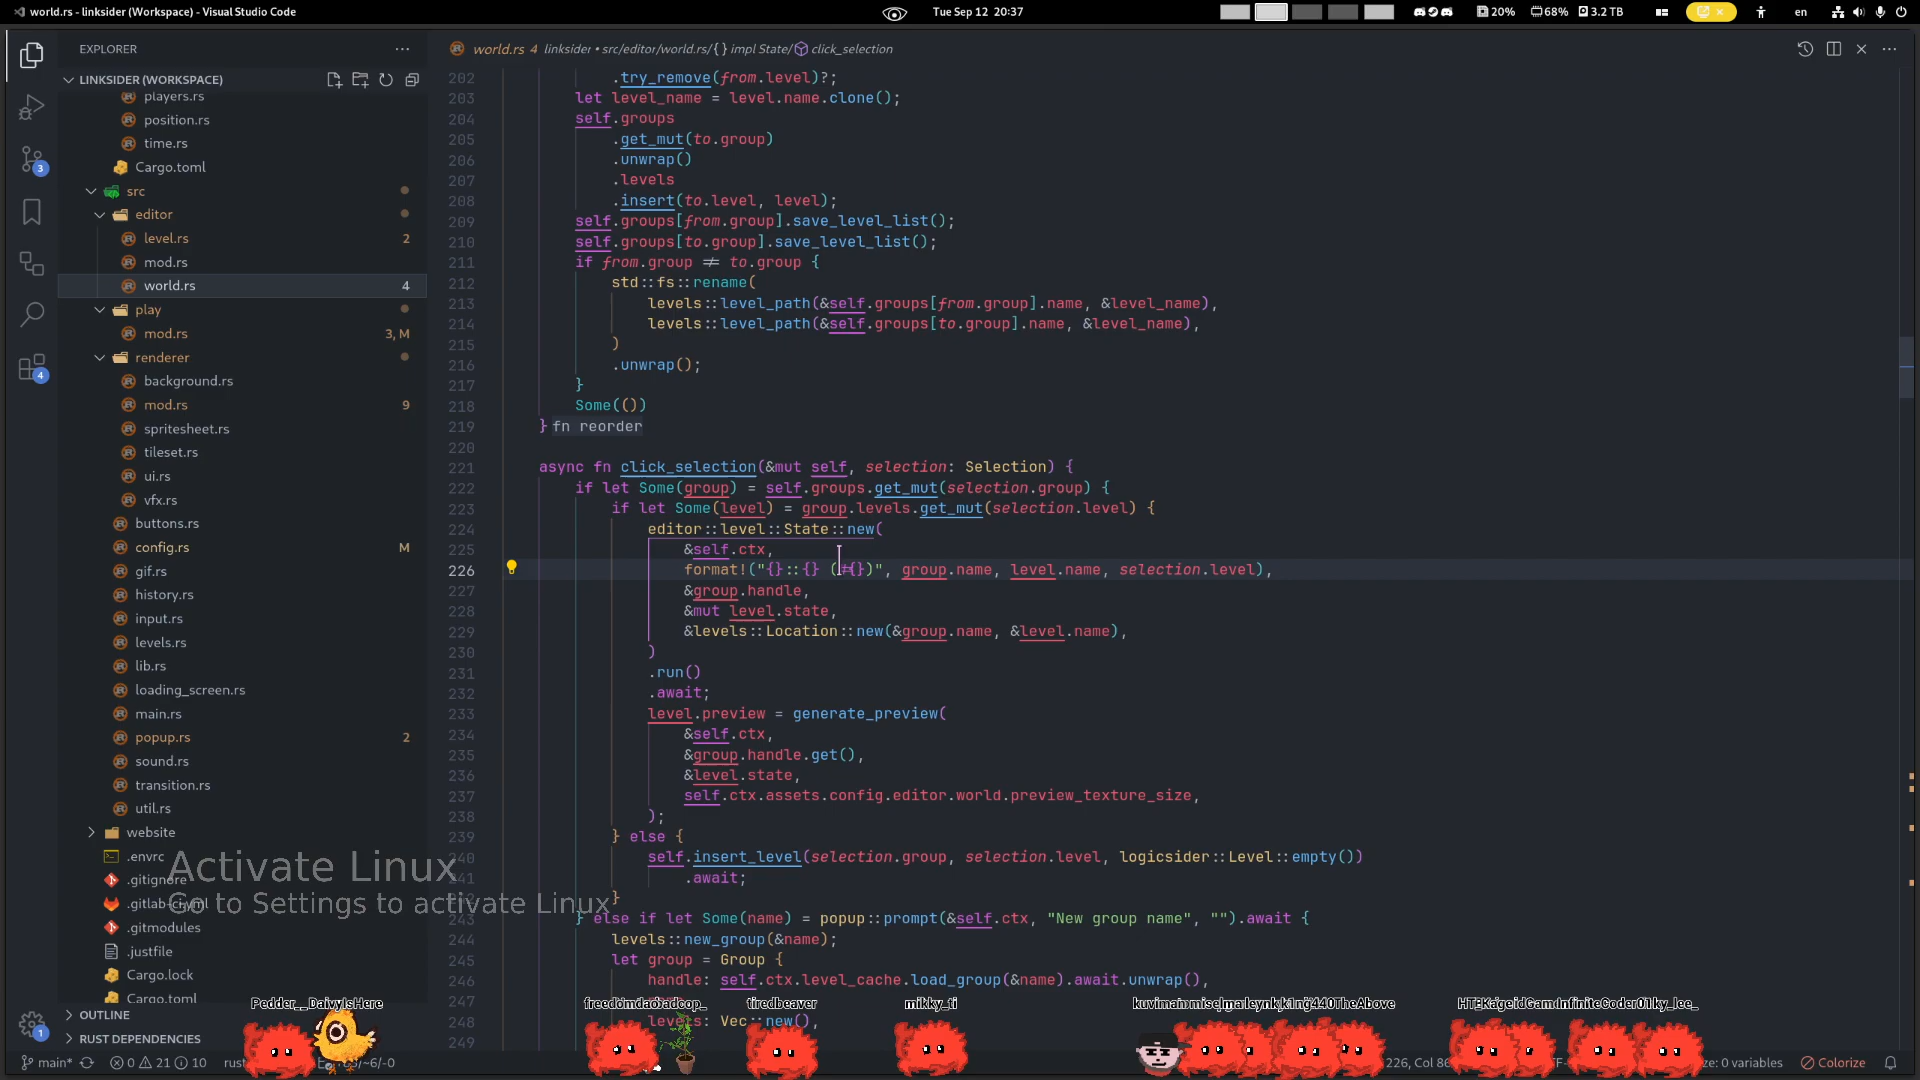 world.rs - linksider (Workspace) - Visual Studio Code
Tue Sep 12 20:37
20%
68%
3.2 TB
en
EXPLORER
world.rs 4 linksider • src/editor/world.rs/{ } impl State/ click_selection
LINKSIDER (WORKSPACE)
players.rs
position.rs
time.rs
Cargo.toml
src
editor
level.rs 2
mod.rs
world.rs 4
play
mod.rs 3, M
renderer
background.rs
mod.rs 9
spritesheet.rs
tileset.rs
ui.rs
vfx.rs
buttons.rs
config.rs M
gif.rs
history.rs
input.rs
levels.rs
lib.rs
loading_screen.rs
main.rs
popup.rs 2
sound.rs
transition.rs
util.rs
website
.envrc
.gitignore
.gitlab-ci.yml
.gitmodules
.justfile
Cargo.lock
Cargo.toml
OUTLINE
RUST DEPENDENCIES
3
4
1
202 .try_remove(from.level)?;
203 let level_name = level.name.clone();
204 self.groups
205 .get_mut(to.group)
206 .unwrap()
207 .levels
208 .insert(to.level, level);
209 self.groups[from.group].save_level_list();
210 self.groups[to.group].save_level_list();
211 if from.group != to.group {
212 std::fs::rename(
213 levels::level_path(&self.groups[from.group].name, &level_name),
214 levels::level_path(&self.groups[to.group].name, &level_name),
215 )
216 .unwrap();
217 }
218 Some(())
219 } fn reorder
220
221 async fn click_selection(&mut self, selection: Selection) {
222 if let Some(group) = self.groups.get_mut(selection.group) {
223 if let Some(level) = group.levels.get_mut(selection.level) {
224 editor::level::State::new(
225 &self.ctx,
226 format!("{}::{} (#{})", group.name, level.name, selection.level),
227 &group.handle,
228 &mut level.state,
229 &levels::Location::new(&group.name, &level.name),
230 )
231 .run()
232 .await;
233 level.preview = generate_preview(
234 &self.ctx,
235 &group.handle.get(),
236 &level.state,
237 self.ctx.assets.config.editor.world.preview_texture_size,
238 );
239 } else {
240 self.insert_level(selection.group, selection.level, logicsider::Level::empty())
241 .await;
242 }
243 } else if let Some(name) = popup::prompt(&self.ctx, "New group name", "").await {
244 levels::new_group(&name);
245 let group = Group {
246 handle: self.ctx.level_cache.load_group(&name).await.unwrap(),
247
248 levels: Vec::new(),
249
Activate Linux
Go to Settings to activate Linux
Pedder__
DaivyIsHere
tiredbeaver
mikky_ti
main*
0 21 10
226, Col 86
0 variables
Colorize